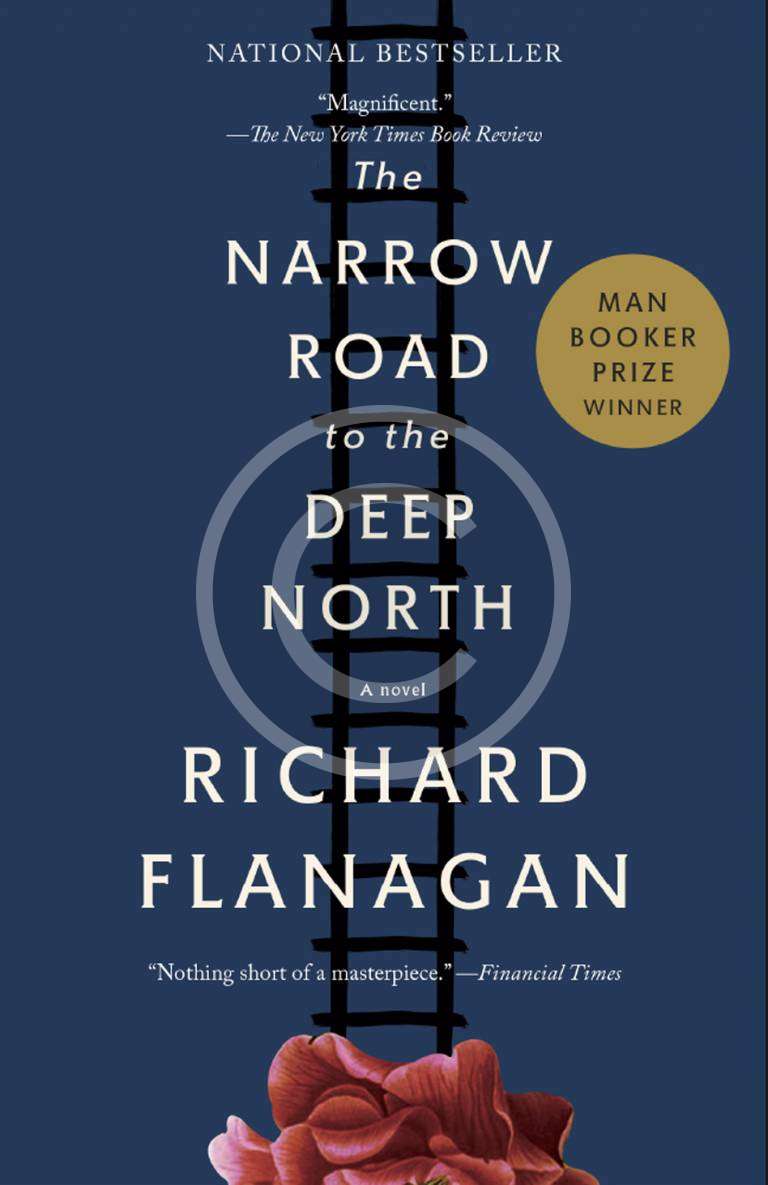 NATIONAL BESTSELLER
“Magnificent.”
—The New York Times Book Review
The
NARROW
ROAD
to the
DEEP
NORTH
MAN
BOOKER
PRIZE
WINNER
A novel
RICHARD
FLANAGAN
“Nothing short of a masterpiece.” —Financial Times